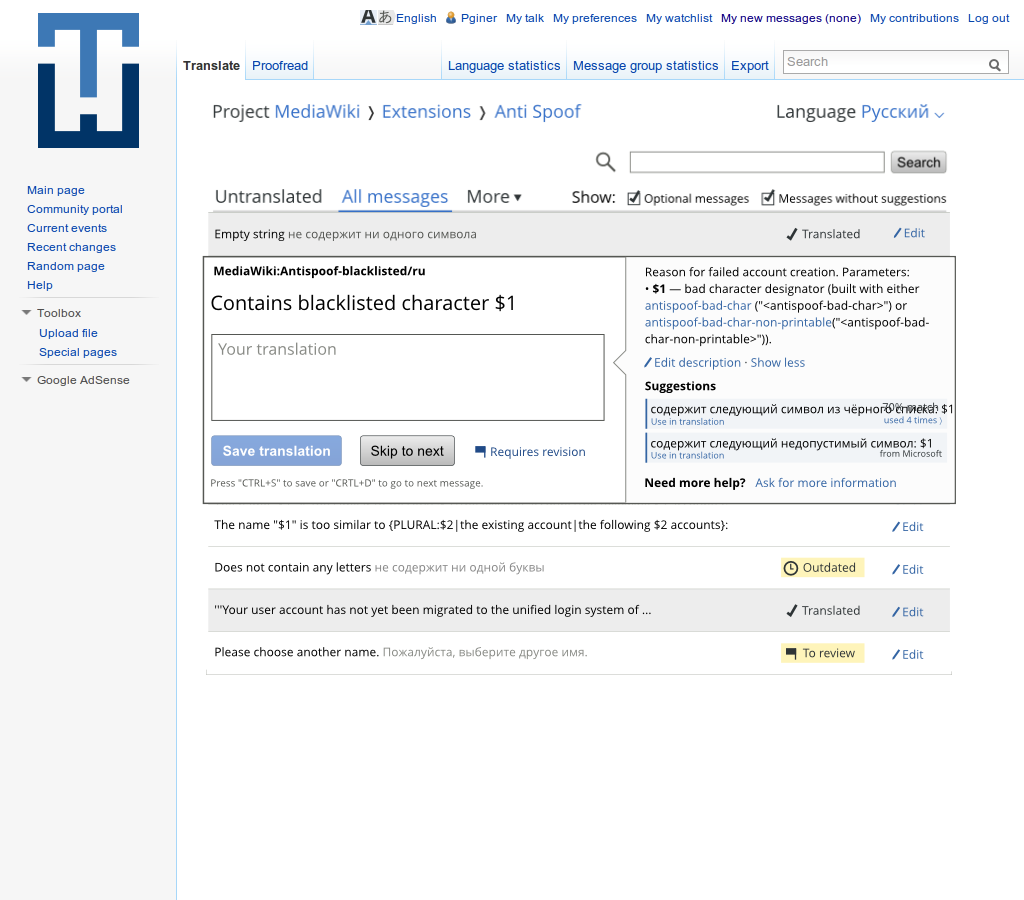 English Pginer My talk My preferences My watchlist My new messages (none) My contributions Log out
Translate Proofread Language statistics Message group statistics Export Search
Project MediaWiki ❭ Extensions ❭ Anti Spoof Language Русский
Search
Main page
Community portal
Current events
Recent changes
Random page
Help
Toolbox
Upload file
Special pages
Google AdSense
Untranslated All messages More ▾ Show: Optional messages Messages without suggestions
Empty string не содержит ни одного символа Translated Edit
MediaWiki:Antispoof-blacklisted/ru
Contains blacklisted character $1
Your translation
Save translation Skip to next Requires revision
Press "CTRL+S" to save or "CRTL+D" to go to next message.
Reason for failed account creation. Parameters:
• $1 — bad character designator (built with either
antispoof-bad-char ("<antispoof-bad-char>") or
antispoof-bad-char-non-printable("<antispoof-bad-
char-non-printable>")).
Edit description · Show less
Suggestions
содержит следующий символ из чёрного списка: $1
70% match
Use in translation used 4 times )
содержит следующий недопустимый символ: $1
Use in translation from Microsoft
Need more help? Ask for more information
The name "$1" is too similar to {PLURAL:$2|the existing account|the following $2 accounts}: Edit
Does not contain any letters не содержит ни одной буквы Outdated Edit
'''Your user account has not yet been migrated to the unified login system of ... Translated Edit
Please choose another name. Пожалуйста, выберите другое имя. To review Edit